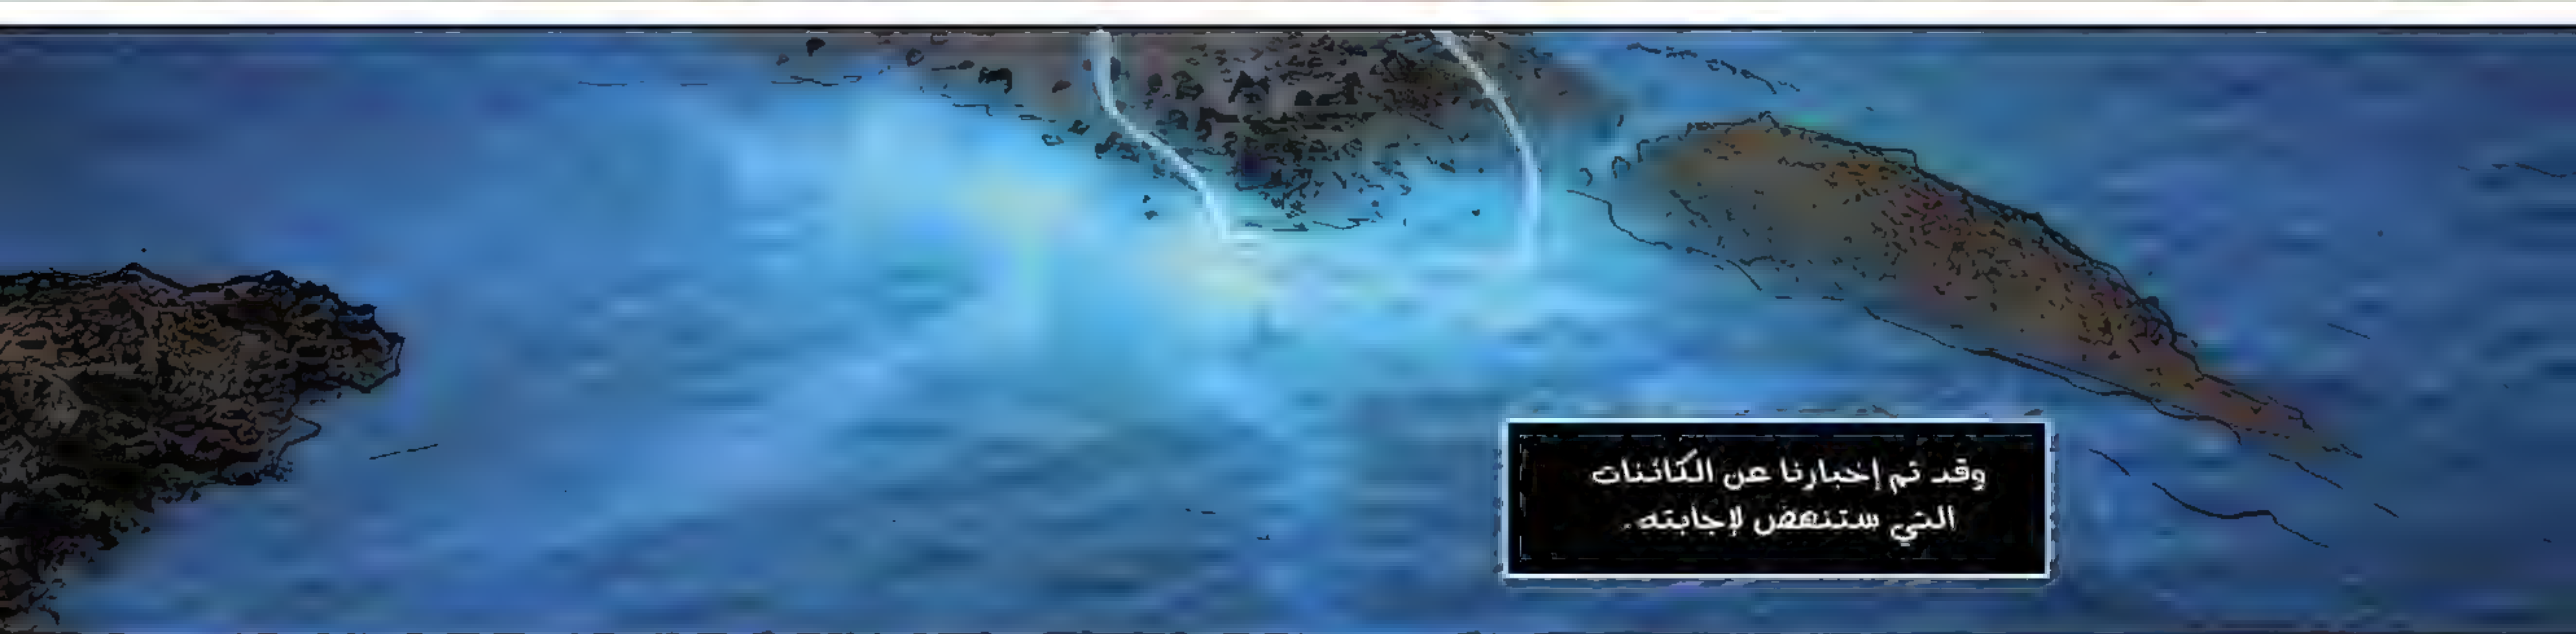 وقد تم إخبارنا عن الكائنات
التي ستنهض لإجابته.